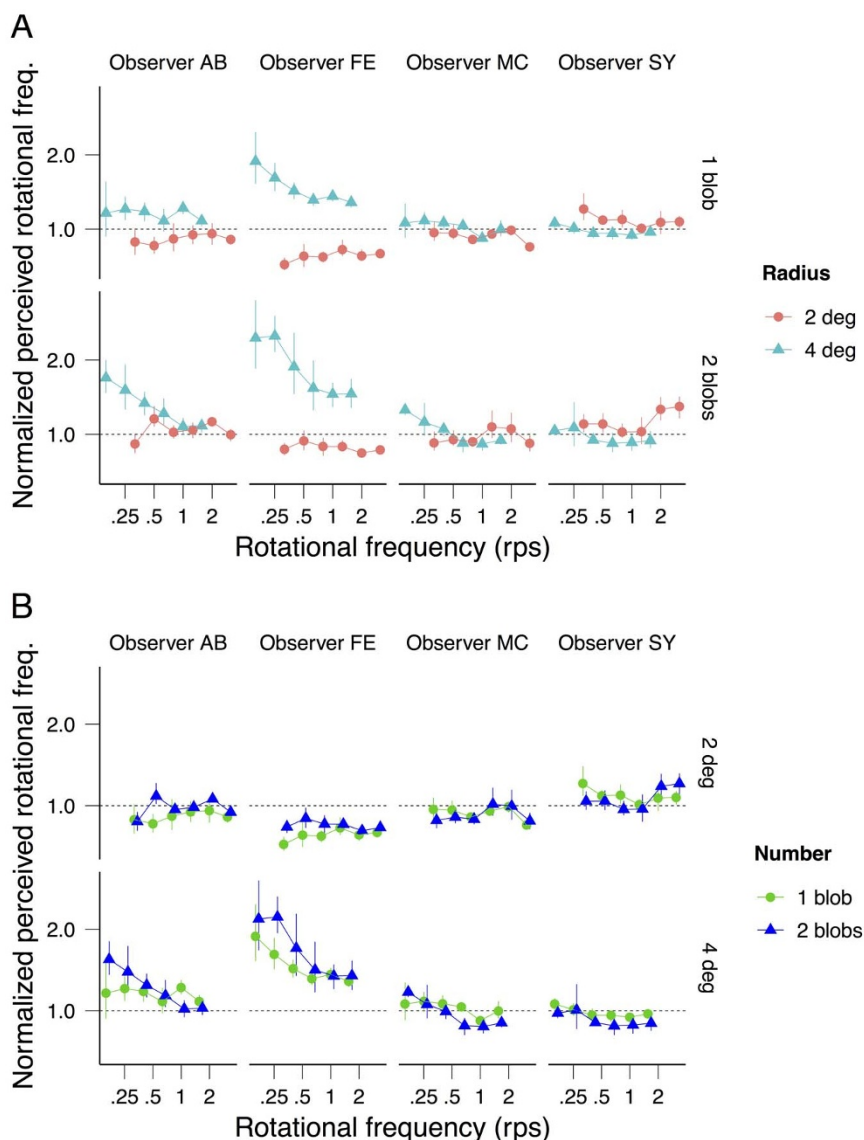 A
Observer AB Observer FE Observer MC Observer SY
Normalized perceived rotational freq.
2.0
1.0
1 blob
2.0
1.0
2 blobs
.25 .5 1 2 .25 .5 1 2 .25 .5 1 2 .25 .5 1 2
Rotational frequency (rps)
Radius
2 deg
4 deg
B
Observer AB Observer FE Observer MC Observer SY
Normalized perceived rotational freq.
2.0
1.0
2 deg
2.0
1.0
4 deg
.25 .5 1 2 .25 .5 1 2 .25 .5 1 2 .25 .5 1 2
Rotational frequency (rps)
Number
1 blob
2 blobs